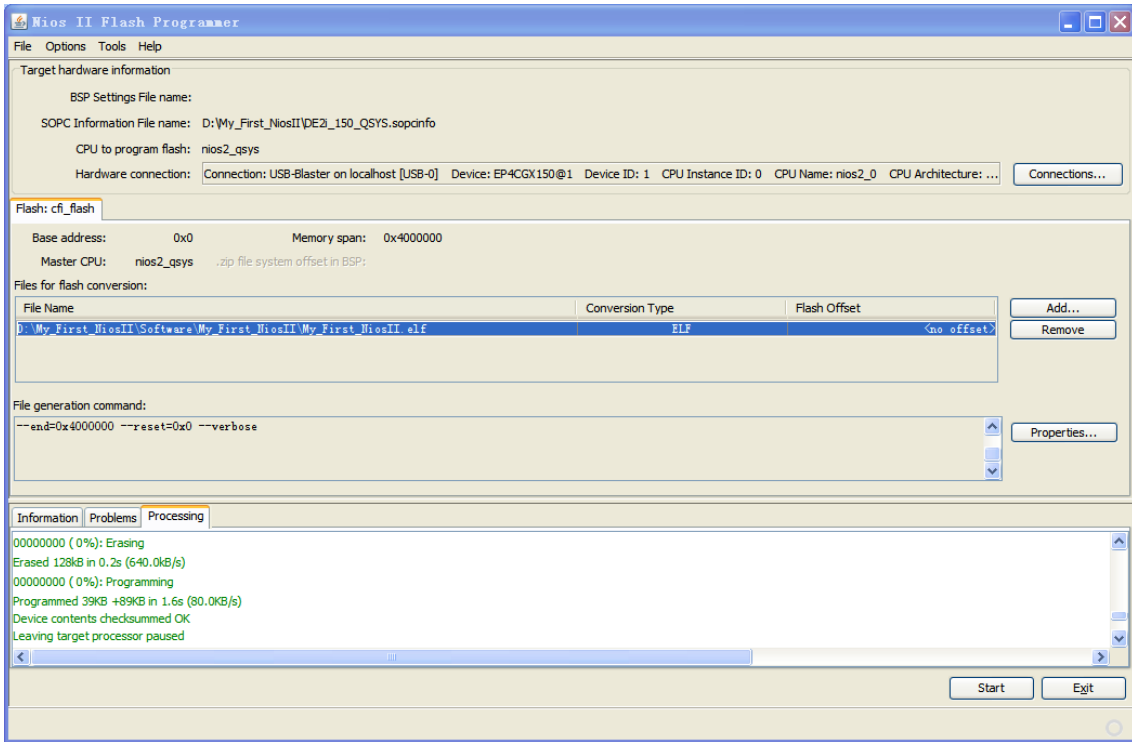 Nios II Flash Programmer
File Options Tools Help
Target hardware information
BSP Settings File name:
SOPC Information File name: D:\My_First_NiosII\DE2i_150_QSYS.sopcinfo
CPU to program flash: nios2_qsys
Hardware connection: Connection: USB-Blaster on localhost [USB-0] Device: EP4CGX150@1 Device ID: 1 CPU Instance ID: 0 CPU Name: nios2_0 CPU Architecture: ... Connections...
Flash: cfi_flash
Base address: 0x0 Memory span: 0x4000000
Master CPU: nios2_qsys .zip file system offset in BSP:
Files for flash conversion:
File Name Conversion Type Flash Offset Add...
D:\My_First_NiosII\Software\My_First_NiosII\My_First_NiosII.elf ELF <no offset> Remove
File generation command:
--end=0x4000000 --reset=0x0 --verbose
Properties...
Information Problems Processing
00000000 ( 0%): Erasing
Erased 128kB in 0.2s (640.0kB/s)
00000000 ( 0%): Programming
Programmed 39KB +89KB in 1.6s (80.0KB/s)
Device contents checksummed OK
Leaving target processor paused
Start Exit